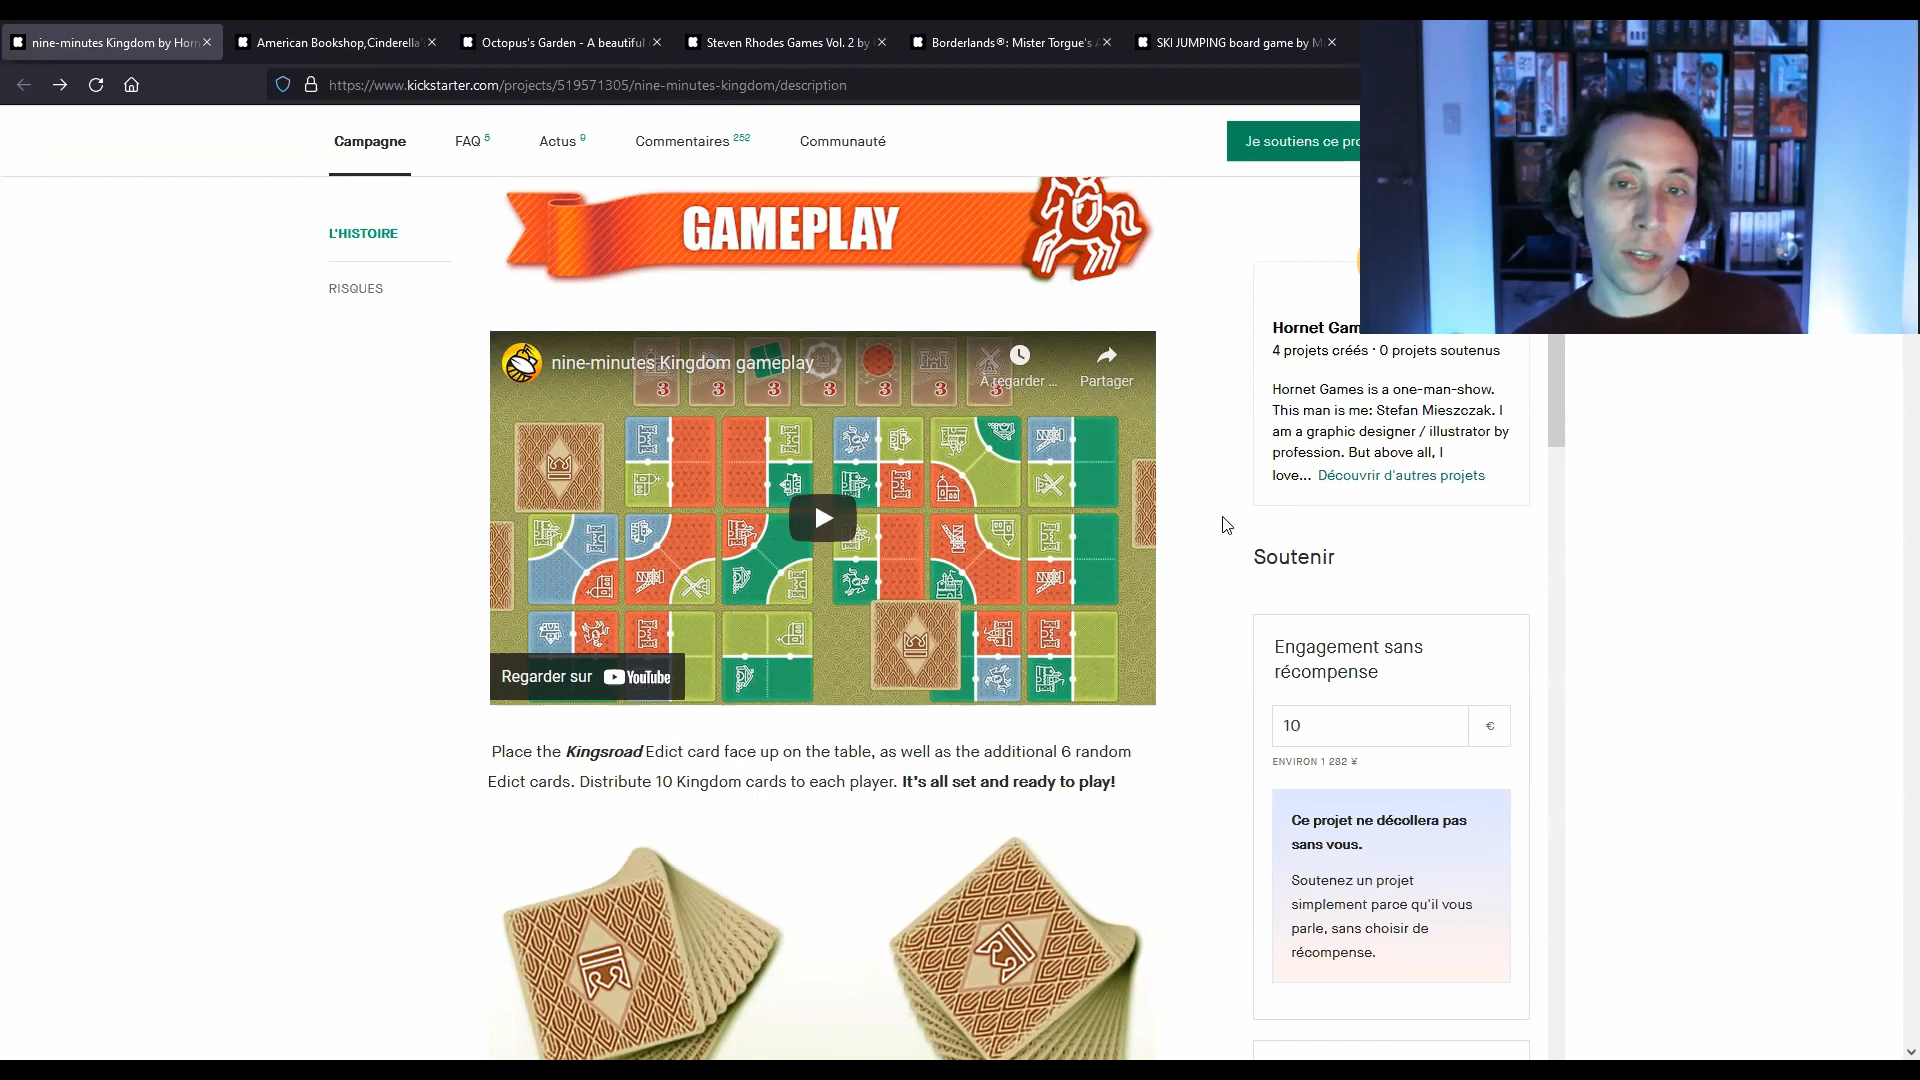 nine-minutes Kingdom by Horn
American Bookshop,Cinderella'
Octopus's Garden - A beautiful
Steven Rhodes Games Vol. 2 by
Borderlands®: Mister Torgue's
SKI JUMPING board game by M
https://www.kickstarter.com/projects/519571305/nine-minutes-kingdom/description
Campagne
FAQ 5
Actus 9
Commentaires 252
Communauté
Je soutiens ce pro
L'HISTOIRE
RISQUES
GAMEPLAY
nine-minutes Kingdom gameplay
À regarder ...
Partager
3 3 3 3 3 3 3
Regarder sur YouTube
Place the Kingsroad Edict card face up on the table, as well as the additional 6 random
Edict cards. Distribute 10 Kingdom cards to each player. It's all set and ready to play!
Hornet Gam
4 projets créés · 0 projets soutenus
Hornet Games is a one-man-show.
This man is me: Stefan Mieszczak. I
am a graphic designer / illustrator by
profession. But above all, I
love... Découvrir d'autres projets
Soutenir
Engagement sans
récompense
10 €
ENVIRON 1 282 ¥
Ce projet ne décollera pas
sans vous.
Soutenez un projet
simplement parce qu'il vous
parle, sans choisir de
récompense.